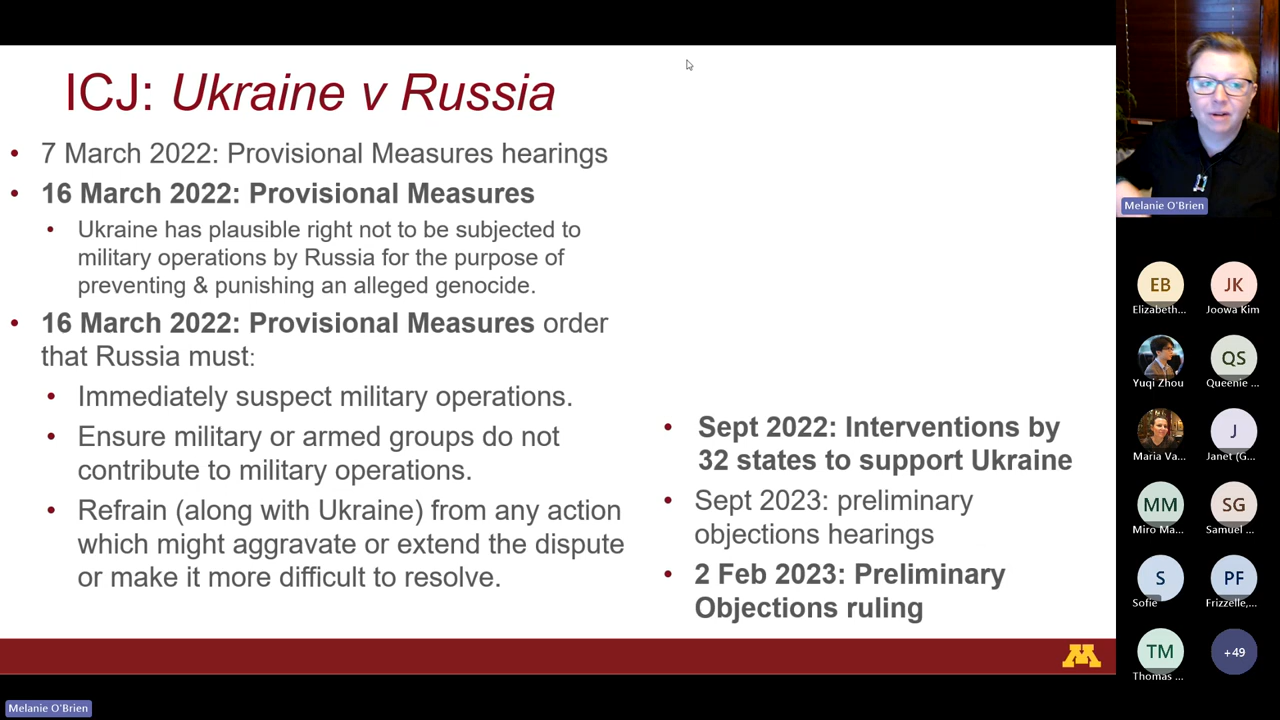 ICJ: Ukraine v Russia
• 7 March 2022: Provisional Measures hearings
• 16 March 2022: Provisional Measures
• Ukraine has plausible right not to be subjected to
military operations by Russia for the purpose of
preventing & punishing an alleged genocide.
• 16 March 2022: Provisional Measures order
that Russia must:
• Immediately suspect military operations.
• Ensure military or armed groups do not
contribute to military operations.
• Refrain (along with Ukraine) from any action
which might aggravate or extend the dispute
or make it more difficult to resolve.
• Sept 2022: Interventions by
32 states to support Ukraine
• Sept 2023: preliminary
objections hearings
• 2 Feb 2023: Preliminary
Objections ruling
M
Melanie O'Brien
Melanie O'Brien
EB
Elizabeth...
JK
Joowa Kim
Yuqi Zhou
QS
Queenie ...
Maria Va...
J
Janet (G...
MM
Miro Ma...
SG
Samuel ...
S
Sofie
PF
Frizzelle,...
TM
Thomas ...
+49